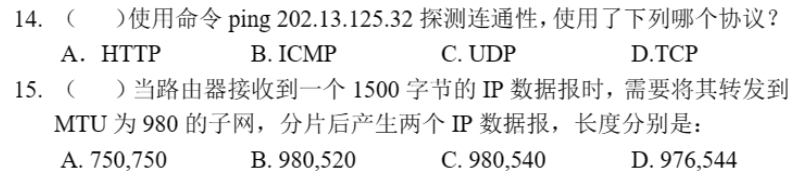 14. （　　）使用命令 ping 202.13.125.32 探测连通性，使用了下列哪个协议？
A．HTTP B. ICMP C. UDP D.TCP
15. （　　）当路由器接收到一个 1500 字节的 IP 数据报时，需要将其转发到
MTU 为 980 的子网，分片后产生两个 IP 数据报，长度分别是：
A. 750,750 B. 980,520 C. 980,540 D. 976,544